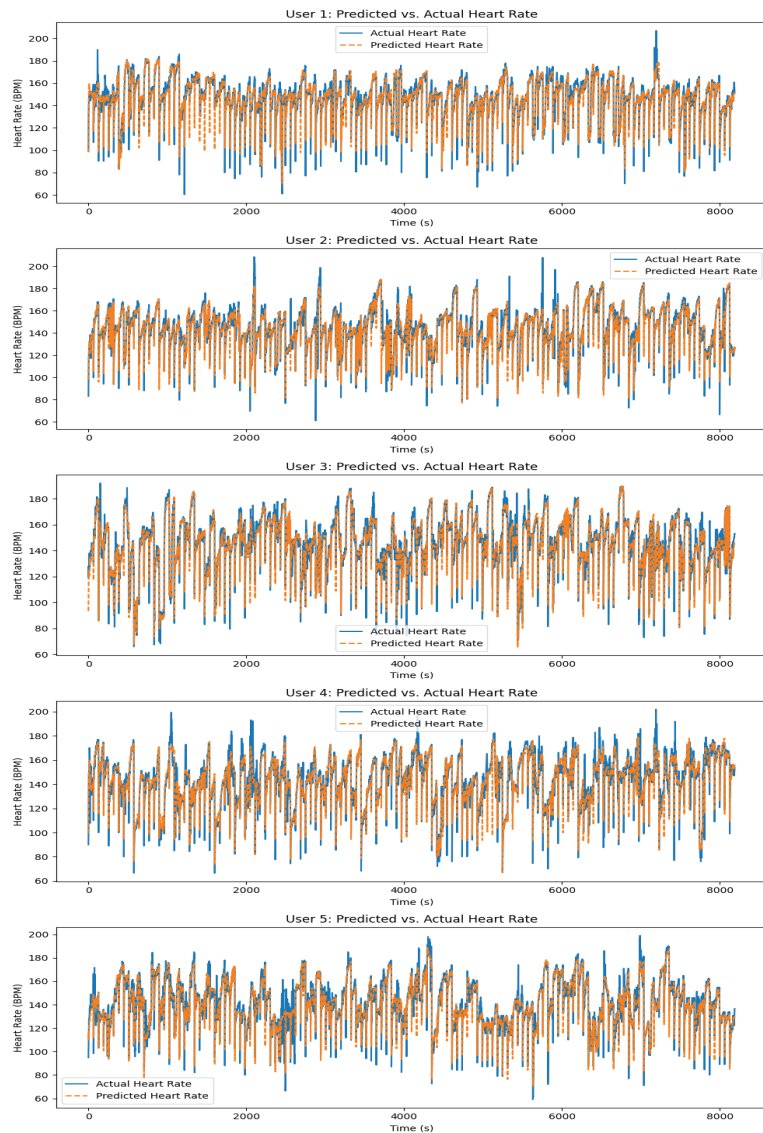 User 1: Predicted vs. Actual Heart Rate
Heart Rate (BPM)
200
180
160
140
120
100
80
60
Actual Heart Rate
Predicted Heart Rate
0 2000 4000 6000 8000
Time (s)
User 2: Predicted vs. Actual Heart Rate
Heart Rate (BPM)
200
180
160
140
120
100
80
60
Actual Heart Rate
Predicted Heart Rate
0 2000 4000 6000 8000
Time (s)
User 3: Predicted vs. Actual Heart Rate
Heart Rate (BPM)
180
160
140
120
100
80
60
Actual Heart Rate
Predicted Heart Rate
0 2000 4000 6000 8000
Time (s)
User 4: Predicted vs. Actual Heart Rate
Heart Rate (BPM)
200
180
160
140
120
100
80
60
Actual Heart Rate
Predicted Heart Rate
0 2000 4000 6000 8000
Time (s)
User 5: Predicted vs. Actual Heart Rate
Heart Rate (BPM)
200
180
160
140
120
100
80
60
Actual Heart Rate
Predicted Heart Rate
0 2000 4000 6000 8000
Time (s)